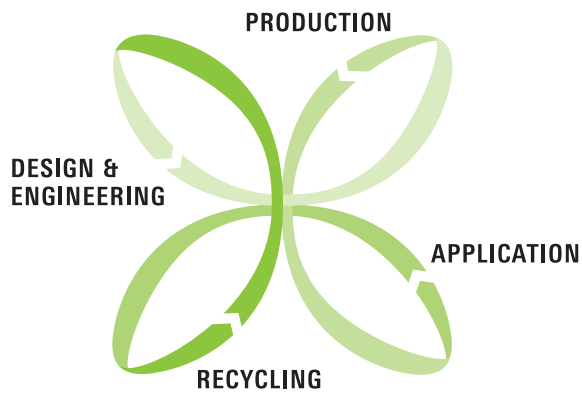 PRODUCTION
DESIGN &
ENGINEERING
APPLICATION
RECYCLING